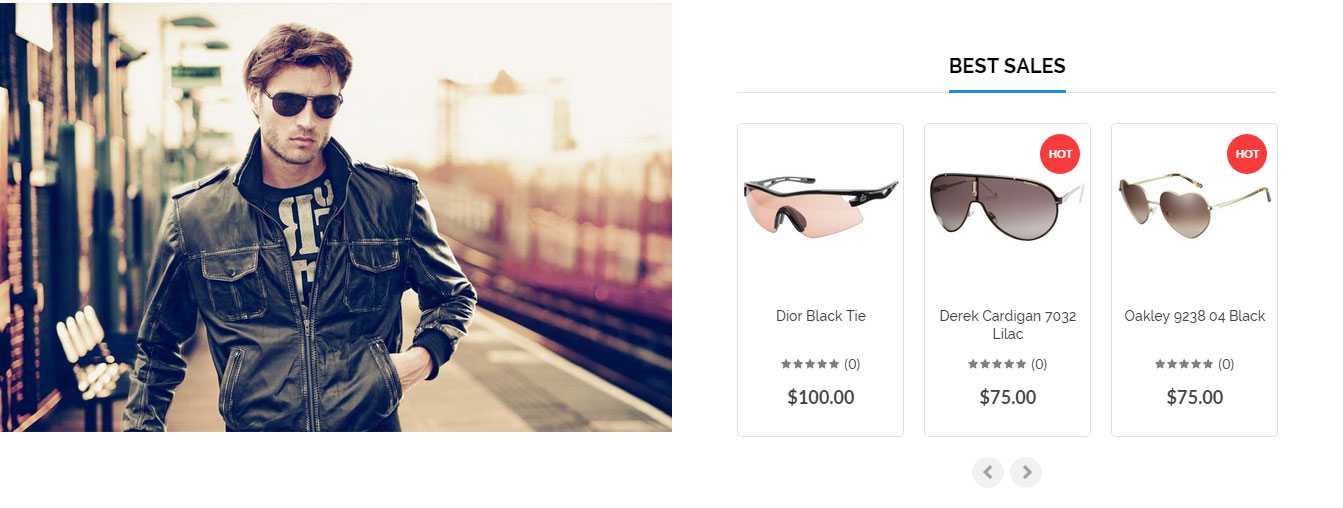 BEST SALES
HOT
HOT
Dior Black Tie
Derek Cardigan 7032
Lilac
Oakley 9238 04 Black
(0)
(0)
(0)
$100.00
$75.00
$75.00